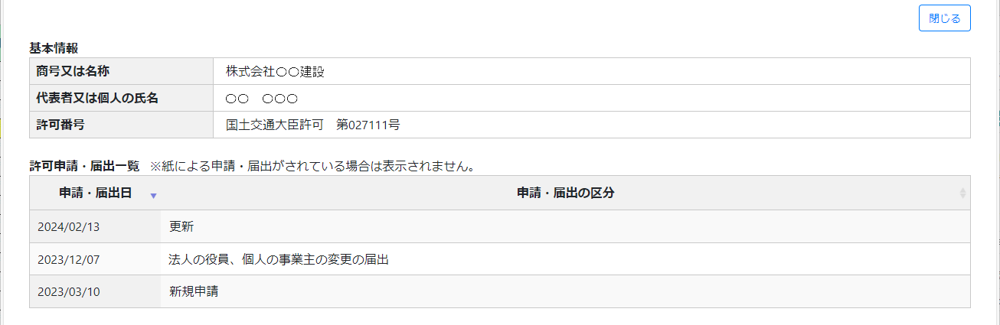 閉じる
基本情報
商号又は名称 株式会社〇〇建設
代表者又は個人の氏名 〇〇　〇〇〇
許可番号 国土交通大臣許可　第027111号
許可申請・届出一覧 ※紙による申請・届出がされている場合は表示されません。
申請・届出日 ▼ 申請・届出の区分
2024/02/13 更新
2023/12/07 法人の役員、個人の事業主の変更の届出
2023/03/10 新規申請